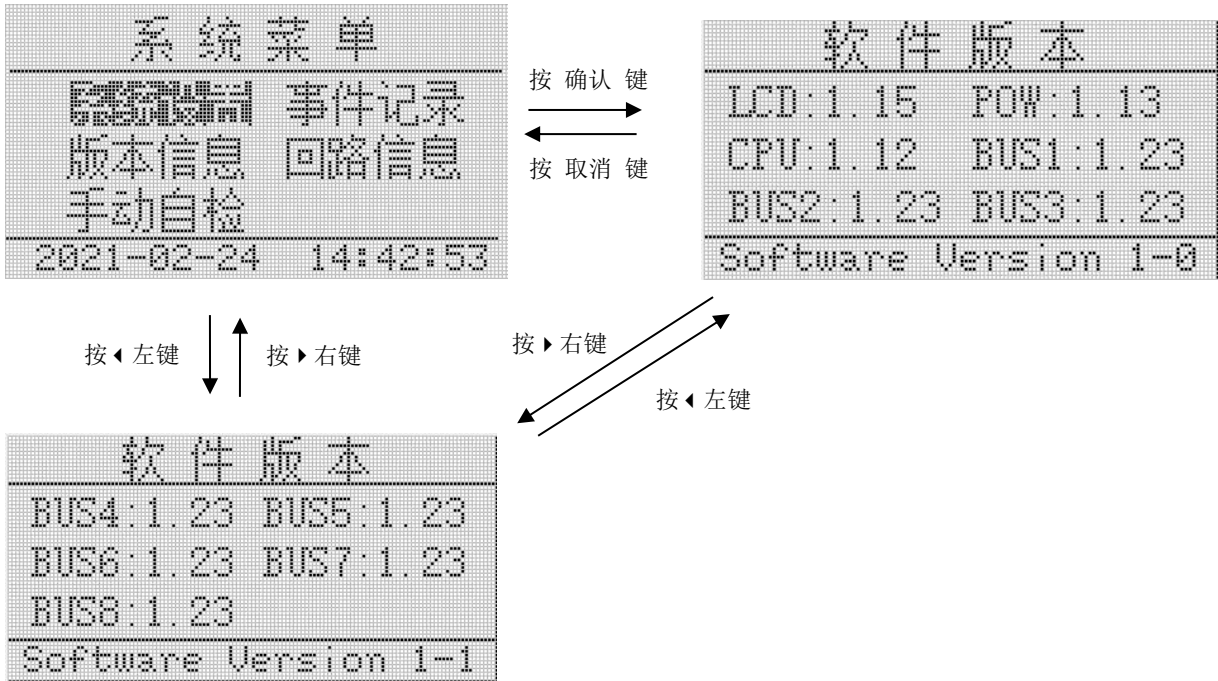 系 统 菜 单
系统设置 事件记录
版本信息 回路信息
手动自检
2021-02-24 14:42:53
按 确认 键
按 取消 键
软 件 版 本
LCD:1.15 POW:1.13
CPU:1.12 BUS1:1.23
BUS2:1.23 BUS3:1.23
Software Version 1-0
按 左键
按 右键
按 右键
按 左键
软 件 版 本
BUS4:1.23 BUS5:1.23
BUS6:1.23 BUS7:1.23
BUS8:1.23
Software Version 1-1